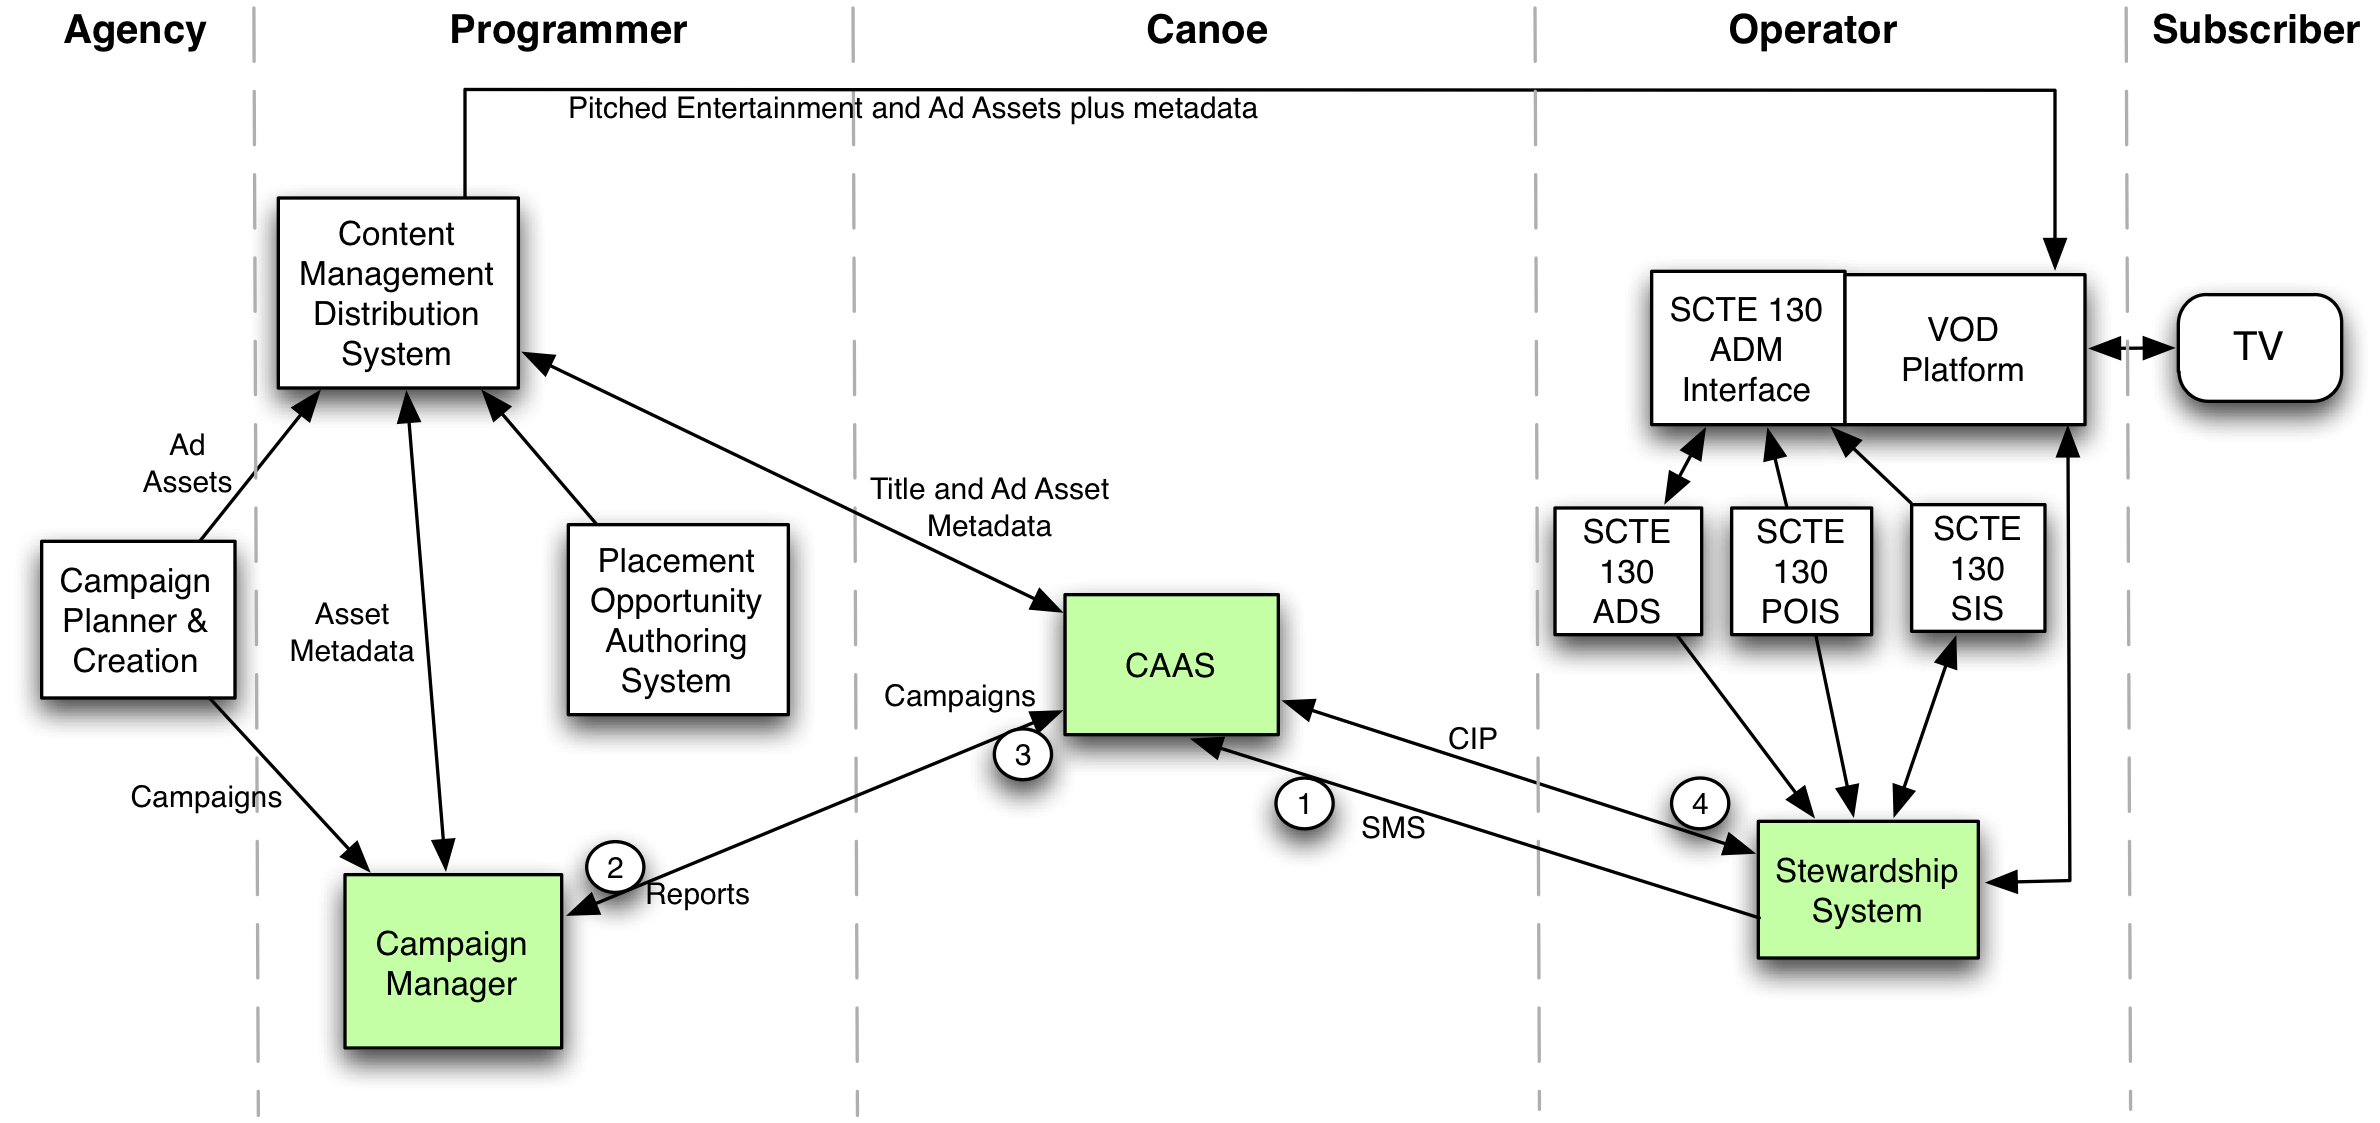 Agency
Programmer
Canoe
Operator
Subscriber
Pitched Entertainment and Ad Assets plus metadata
Content
Management
Distribution
System
SCTE 130
ADM
Interface
VOD
Platform
TV
Ad
Assets
Title and Ad Asset
Metadata
Campaign
Planner &
Creation
Asset
Metadata
Placement
Opportunity
Authoring
System
SCTE
130
ADS
SCTE
130
POIS
SCTE
130
SIS
CAAS
Campaigns
3
CIP
1
SMS
4
Campaigns
2
Reports
Campaign
Manager
Stewardship
System